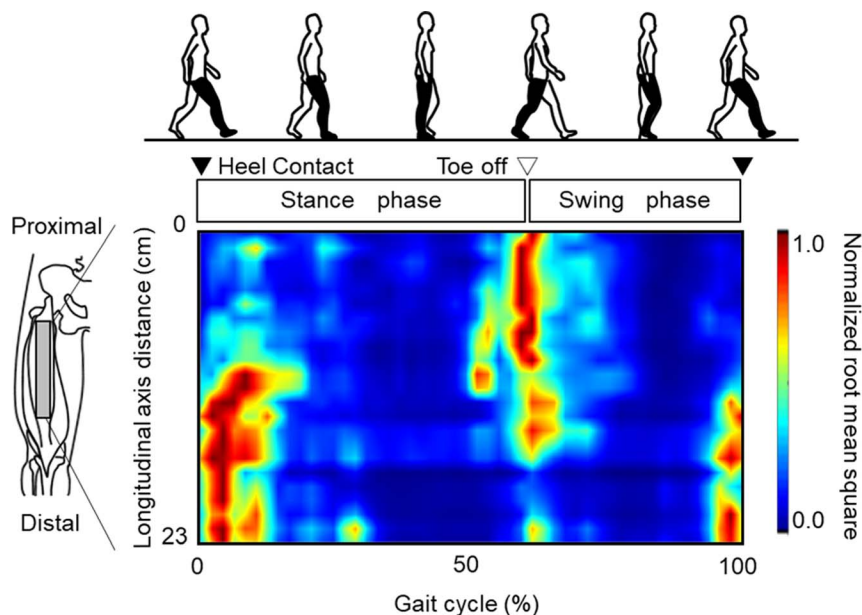 Heel Contact
Toe off
Stance phase
Swing phase
Proximal
Distal
Longitudinal axis distance (cm)
0
23
0
50
100
Gait cycle (%)
1.0
0.0
Normalized root mean square